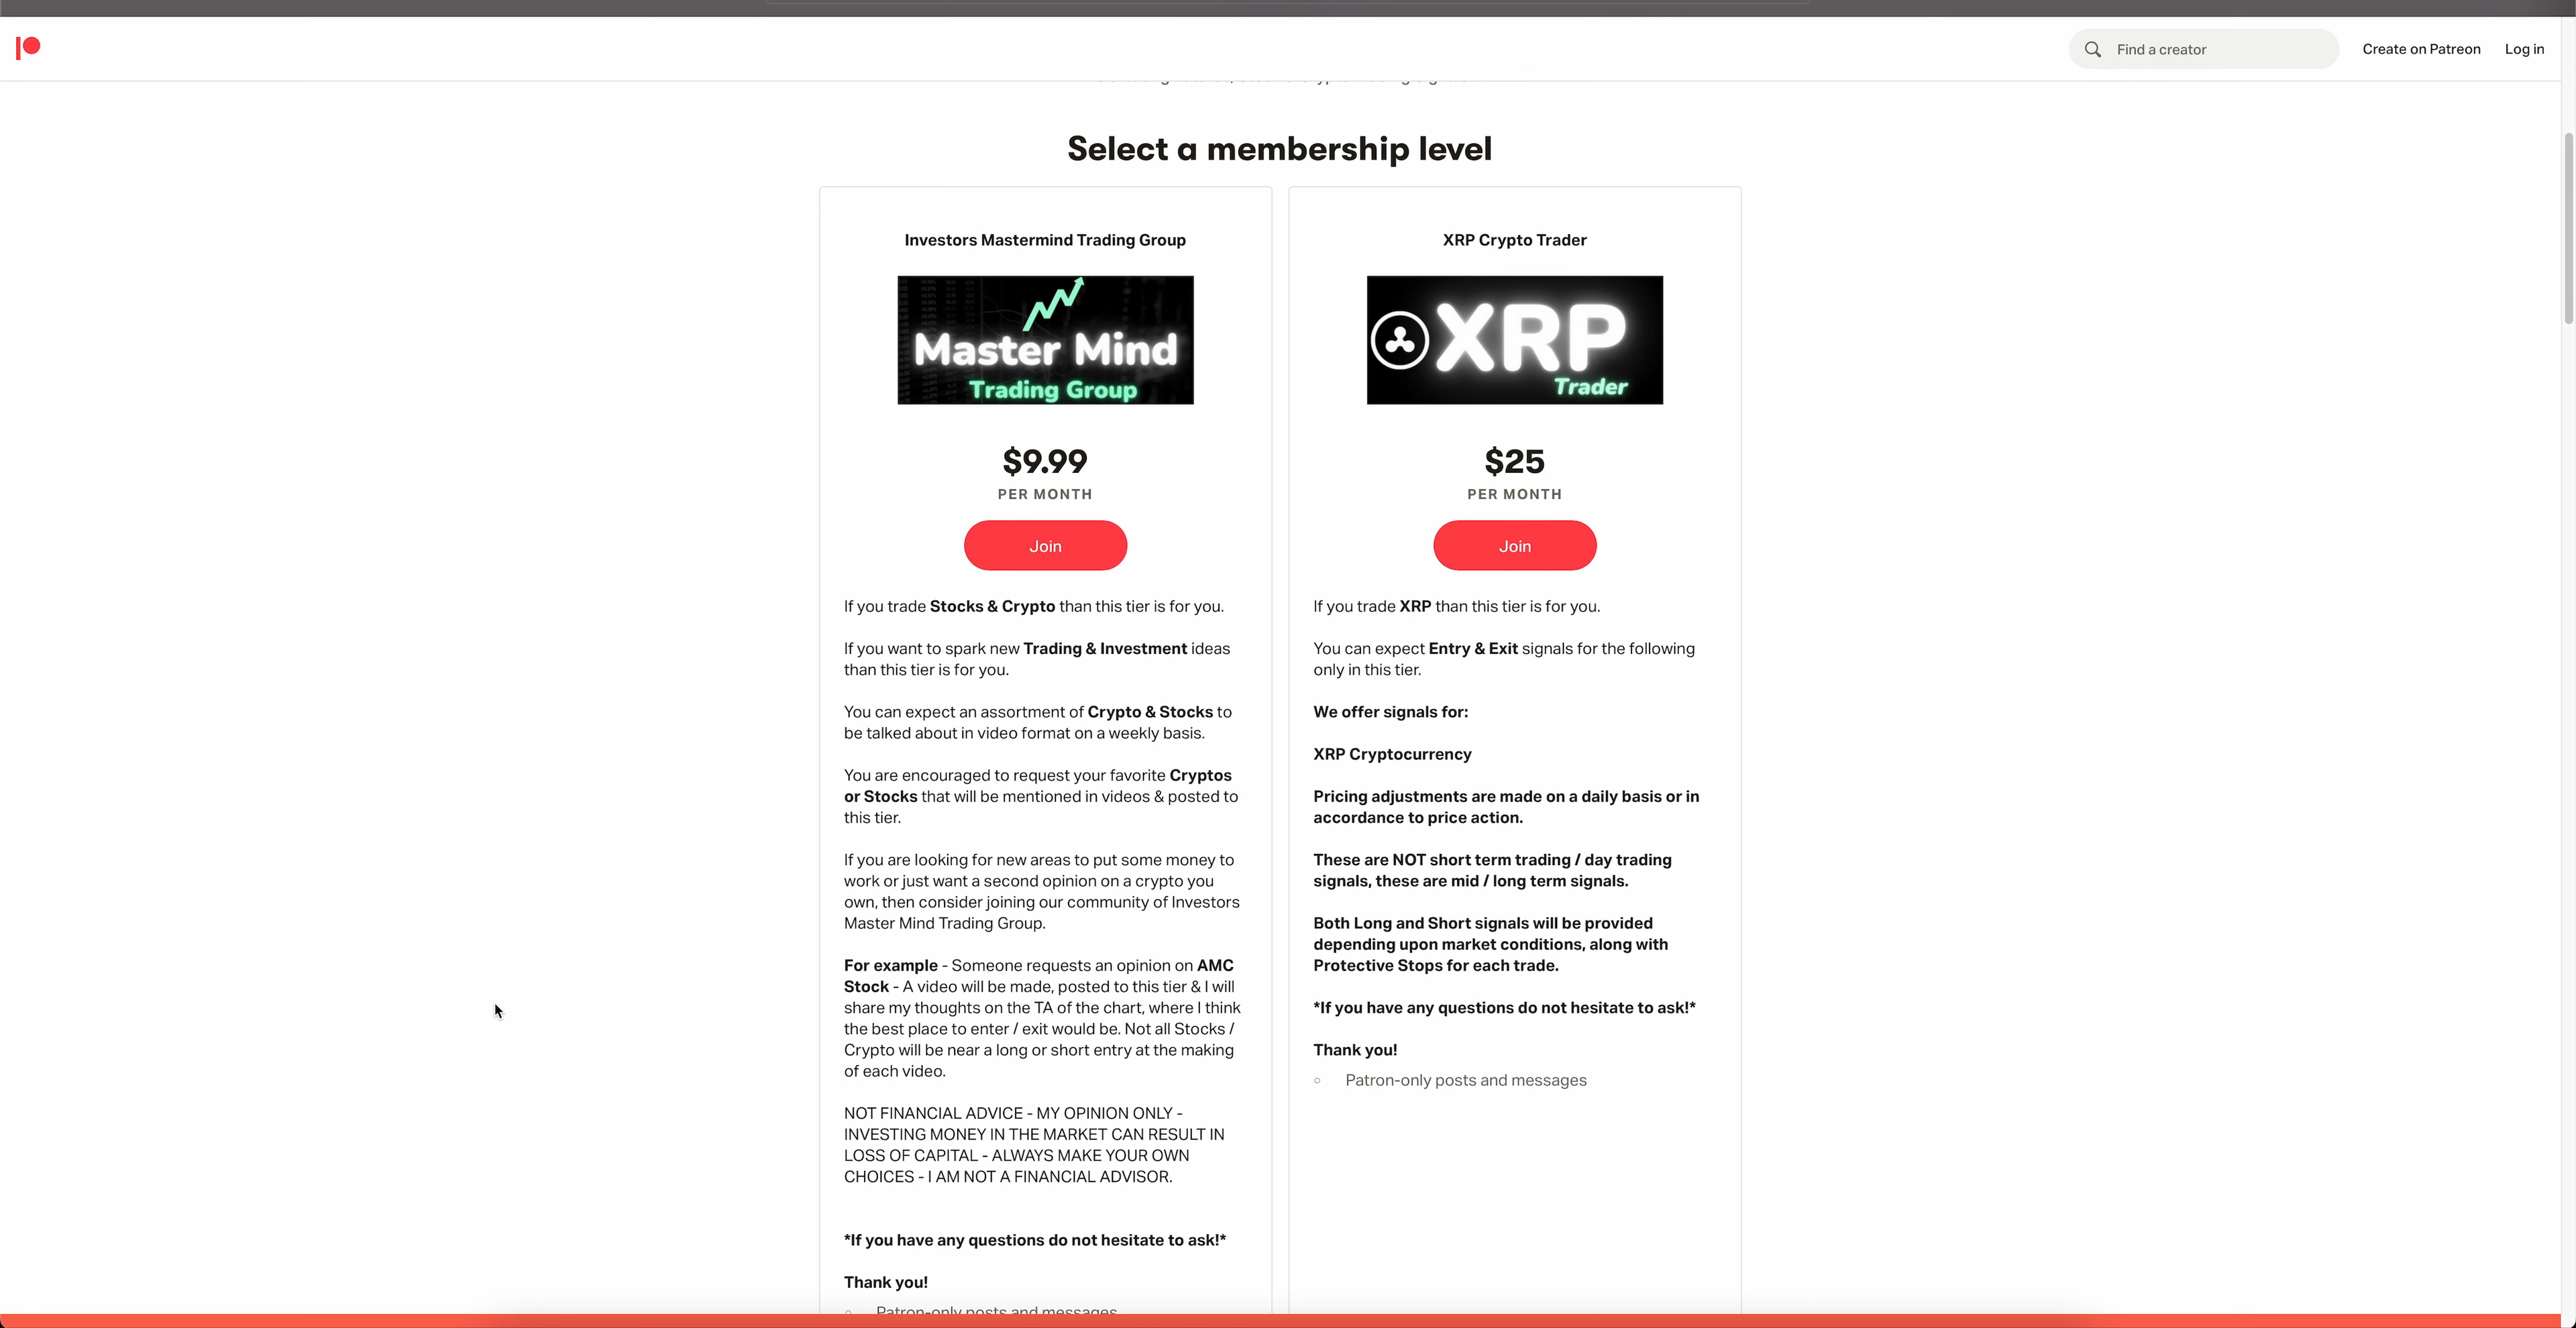 Find a creator
Create on Patreon
Log in
Select a membership level
Investors Mastermind Trading Group
Master Mind
Trading Group
$9.99
PER MONTH
Join
If you trade Stocks & Crypto than this tier is for you.
If you want to spark new Trading & Investment ideas
than this tier is for you.
You can expect an assortment of Crypto & Stocks to
be talked about in video format on a weekly basis.
You are encouraged to request your favorite Cryptos
or Stocks that will be mentioned in videos & posted to
this tier.
If you are looking for new areas to put some money to
work or just want a second opinion on a crypto you
own, then consider joining our community of Investors
Master Mind Trading Group.
For example - Someone requests an opinion on AMC
Stock - A video will be made, posted to this tier & I will
share my thoughts on the TA of the chart, where I think
the best place to enter / exit would be. Not all Stocks /
Crypto will be near a long or short entry at the making
of each video.
NOT FINANCIAL ADVICE - MY OPINION ONLY -
INVESTING MONEY IN THE MARKET CAN RESULT IN
LOSS OF CAPITAL - ALWAYS MAKE YOUR OWN
CHOICES - I AM NOT A FINANCIAL ADVISOR.
*If you have any questions do not hesitate to ask!*
Thank you!
Patron-only posts and messages
XRP Crypto Trader
XRP
Trader
$25
PER MONTH
Join
If you trade XRP than this tier is for you.
You can expect Entry & Exit signals for the following
only in this tier.
We offer signals for:
XRP Cryptocurrency
Pricing adjustments are made on a daily basis or in
accordance to price action.
These are NOT short term trading / day trading
signals, these are mid / long term signals.
Both Long and Short signals will be provided
depending upon market conditions, along with
Protective Stops for each trade.
*If you have any questions do not hesitate to ask!*
Thank you!
Patron-only posts and messages